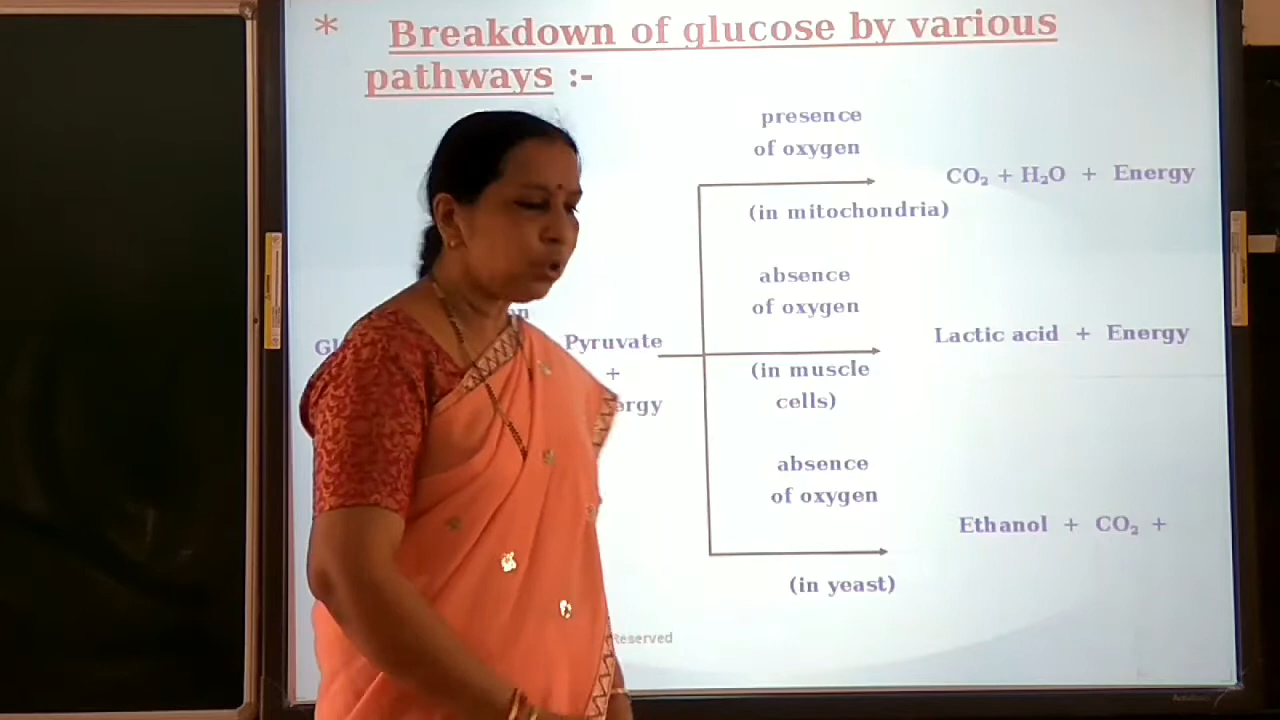 * Breakdown of glucose by various
pathways :-
presence
of oxygen
CO₂ + H₂O + Energy
(in mitochondria)
absence
of oxygen
Pyruvate
+
Lactic acid + Energy
(in muscle
cells)
absence
of oxygen
Ethanol + CO₂ +
(in yeast)
Reserved